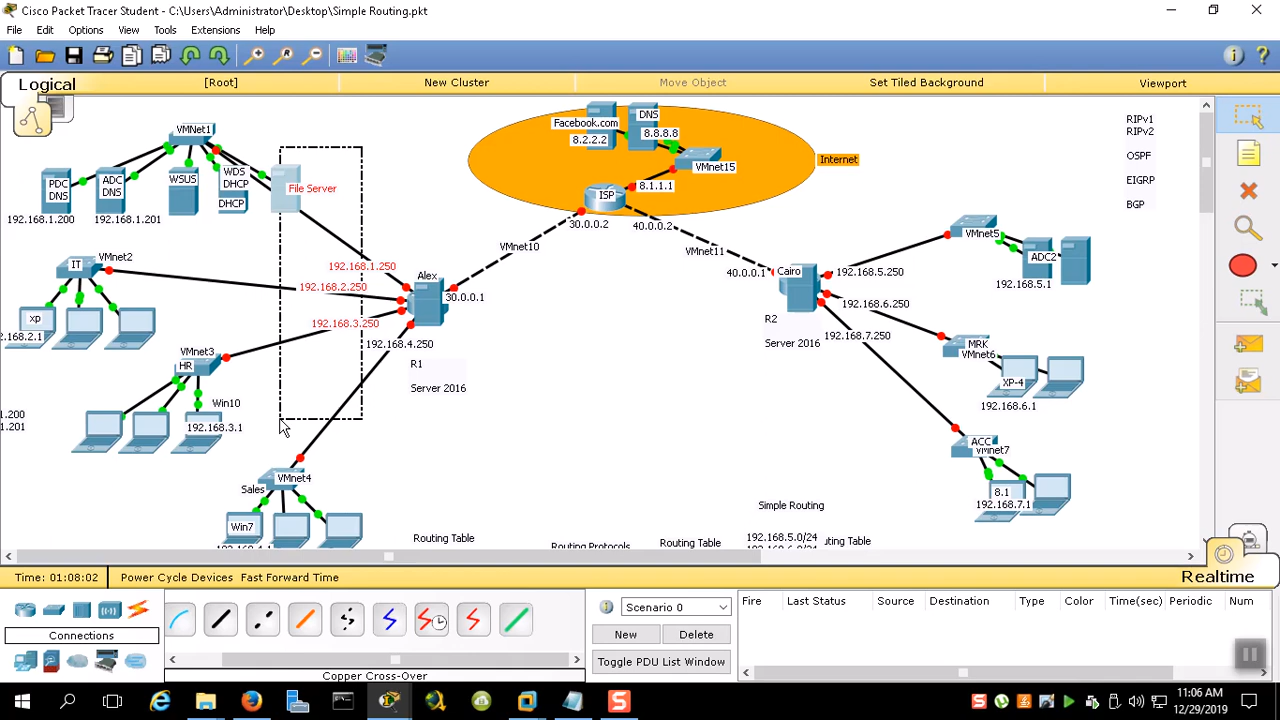 Cisco Packet Tracer Student - C:\Users\Administrator\Desktop\Simple Routing.pkt
File Edit Options View Tools Extensions Help
Logical
[Root]
New Cluster
Move Object
Set Tiled Background
Viewport
VMNet1
PDC
DNS
192.168.1.200
ADC
DNS
192.168.1.201
WSUS
WDS
DHCP
DHCP
File Server
Facebook.com
8.2.2.2
DNS
8.8.8.8
VMnet15
Internet
8.1.1.1
ISP
30.0.0.2
40.0.0.2
RIPv1
RIPv2
OSPF
EIGRP
BGP
VMnet2
IT
xp
2.168.2.1
192.168.1.250
192.168.2.250
192.168.3.250
192.168.4.250
Alex
30.0.0.1
R1
Server 2016
VMnet10
VMnet11
40.0.0.1
Cairo
R2
Server 2016
192.168.5.250
192.168.6.250
192.168.7.250
VMnet5
ADC2
192.168.5.1
MRK
VMnet6
XP-4
192.168.6.1
ACC
VMnet7
8.1
192.168.7.1
VMnet3
HR
Win10
192.168.3.1
1.200
1.201
VMnet4
Sales
Win7
Routing Table
Routing Protocols
Routing Table
Simple Routing
192.168.5.0/24
uting Table
Realtime
Time: 01:08:02 Power Cycle Devices Fast Forward Time
Connections
Copper Cross-Over
Scenario 0
New
Delete
Toggle PDU List Window
Fire Last Status Source Destination Type Color Time(sec) Periodic Num
11:06 AM
12/29/2019